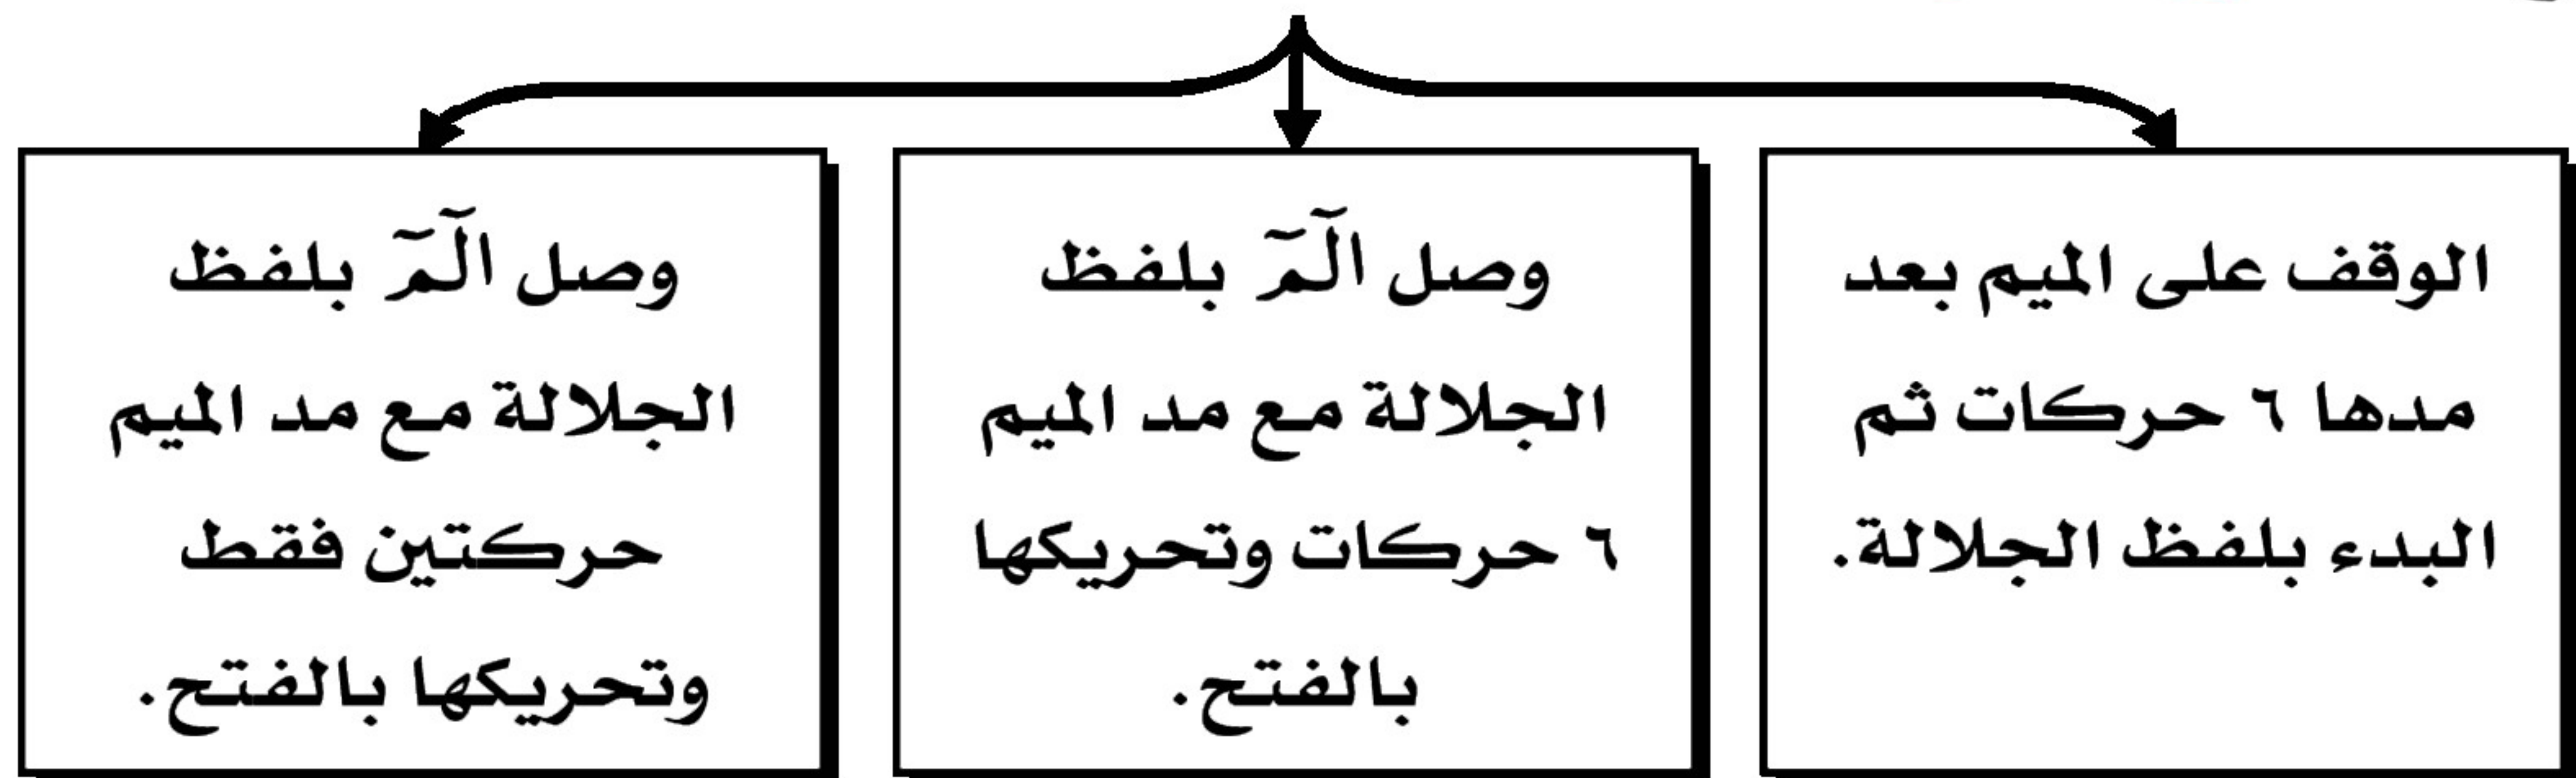 الوقف على الميم بعد
مدها ٦ حركات ثم
البدء بلفظ الجلالة.
وصل الٓمٓ بلفظ
الجلالة مع مد الميم
٦ حركات وتحريكها
بالفتح.
وصل الٓمٓ بلفظ
الجلالة مع مد الميم
حركتين فقط
وتحريكها بالفتح.